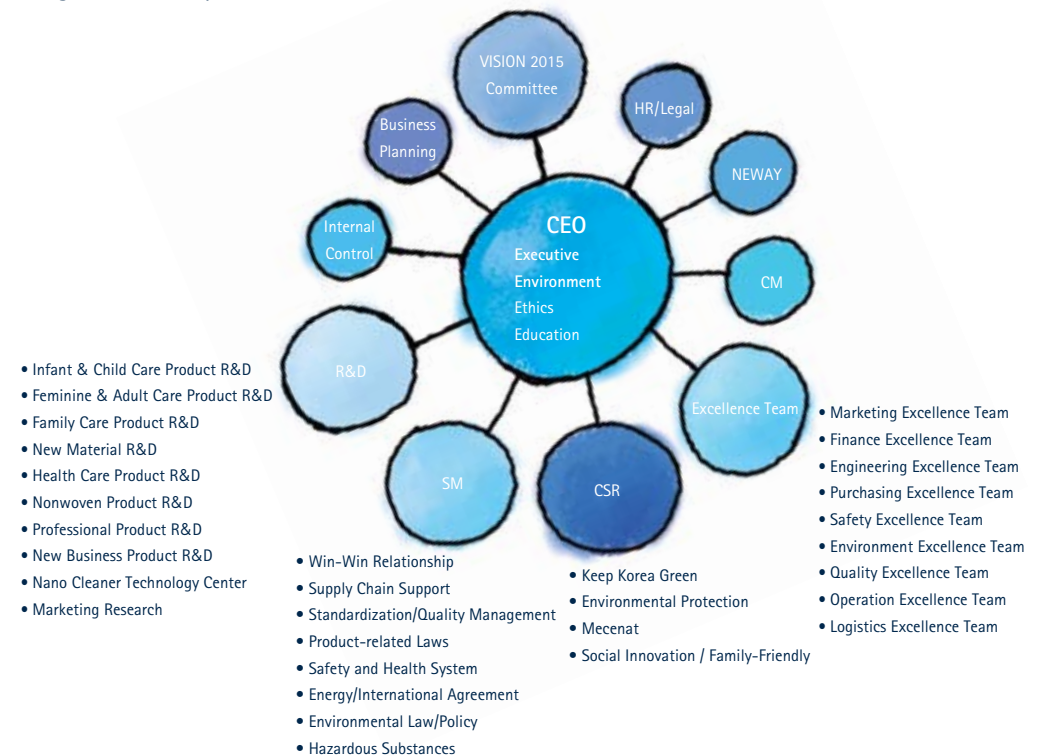 VISION 2015
Committee
HR/Legal
Business
Planning
NEWAY
Internal
Control
CEO
Executive
Environment
Ethics
Education
CM
R&D
Excellence Team
SM
CSR
• Infant & Child Care Product R&D
• Feminine & Adult Care Product R&D
• Family Care Product R&D
• New Material R&D
• Health Care Product R&D
• Nonwoven Product R&D
• Professional Product R&D
• New Business Product R&D
• Nano Cleaner Technology Center
• Marketing Research
• Win-Win Relationship
• Supply Chain Support
• Standardization/Quality Management
• Product-related Laws
• Safety and Health System
• Energy/International Agreement
• Environmental Law/Policy
• Hazardous Substances
• Keep Korea Green
• Environmental Protection
• Mecenat
• Social Innovation / Family-Friendly
• Marketing Excellence Team
• Finance Excellence Team
• Engineering Excellence Team
• Purchasing Excellence Team
• Safety Excellence Team
• Environment Excellence Team
• Quality Excellence Team
• Operation Excellence Team
• Logistics Excellence Team